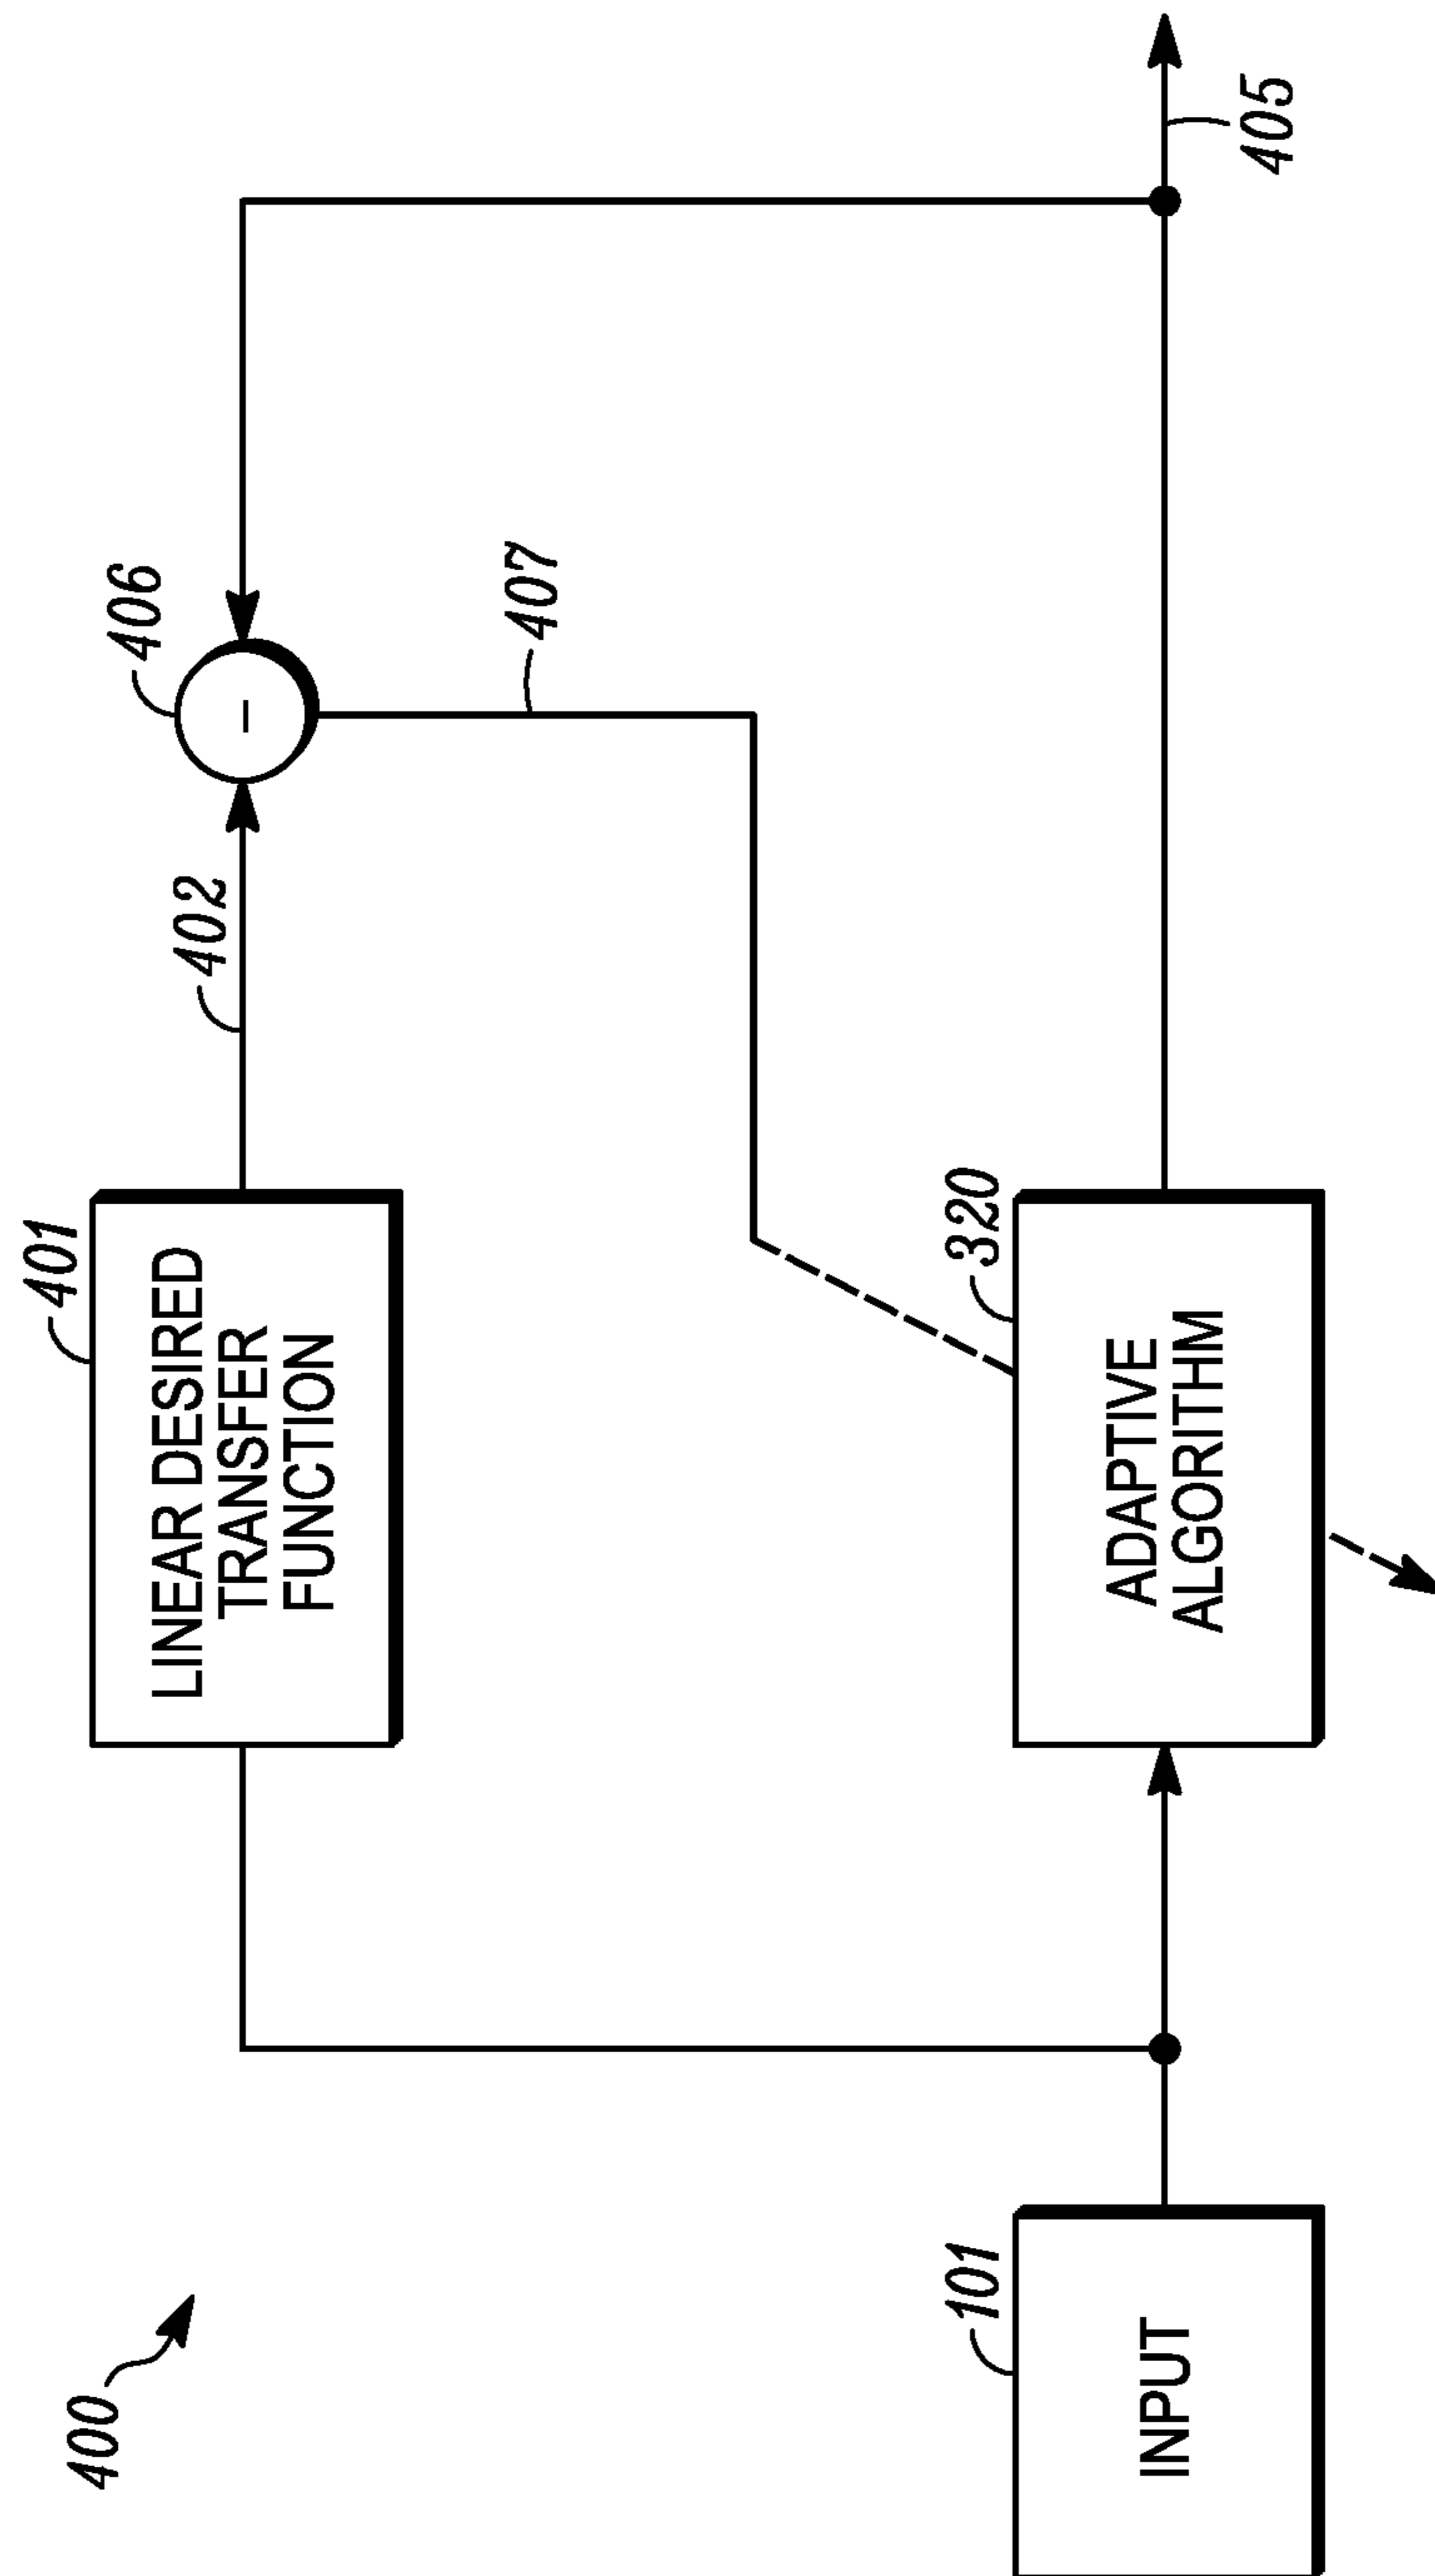 400
401
LINEAR DESIRED
TRANSFER
FUNCTION
402
406
-
407
101
INPUT
320
ADAPTIVE
ALGORITHM
405